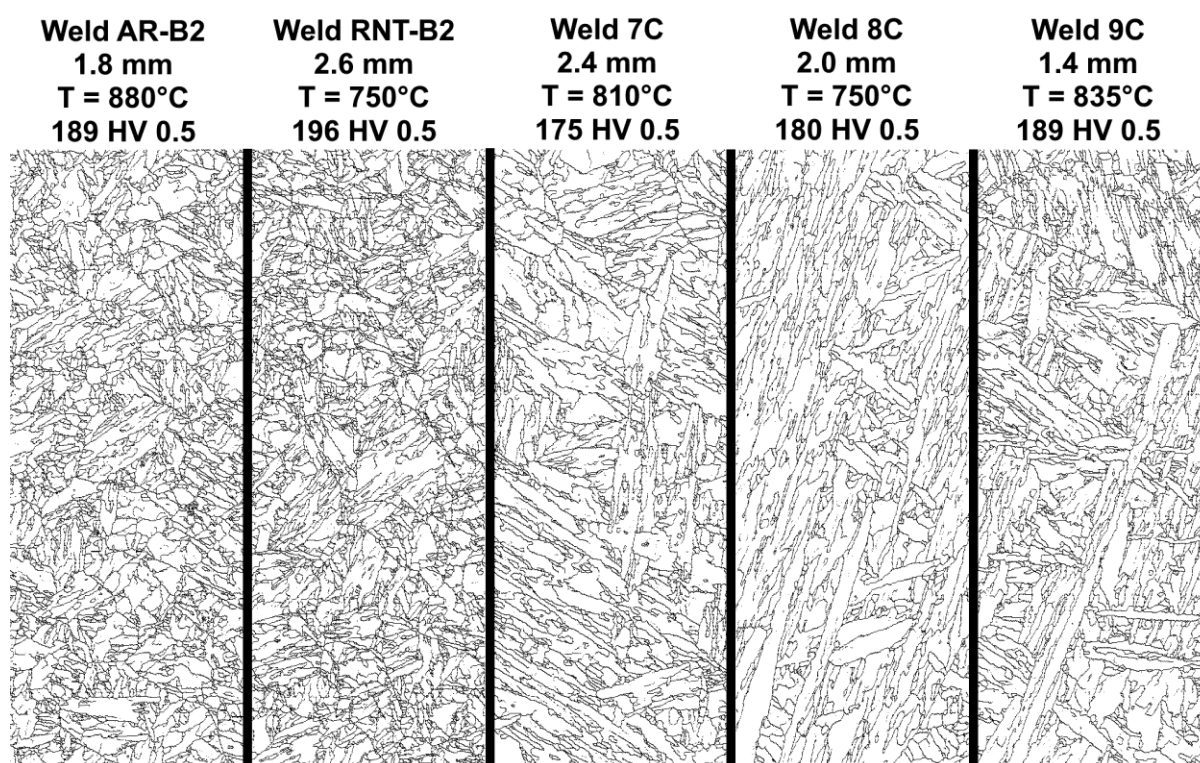 Weld AR-B2
1.8 mm
T = 880°C
189 HV 0.5
Weld RNT-B2
2.6 mm
T = 750°C
196 HV 0.5
Weld 7C
2.4 mm
T = 810°C
175 HV 0.5
Weld 8C
2.0 mm
T = 750°C
180 HV 0.5
Weld 9C
1.4 mm
T = 835°C
189 HV 0.5